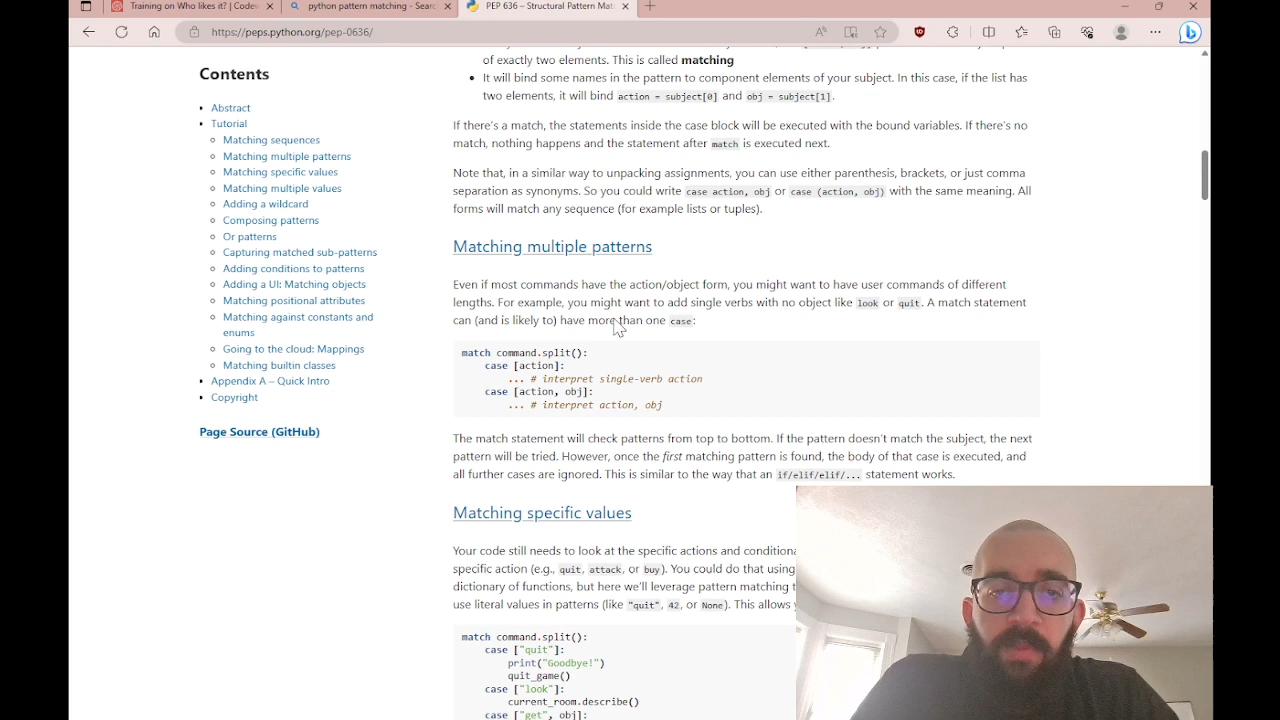 Training on Who likes it? | Codew
python pattern matching - Searc
PEP 636 – Structural Pattern Mat
https://peps.python.org/pep-0636/
Contents
Abstract
Tutorial
Matching sequences
Matching multiple patterns
Matching specific values
Matching multiple values
Adding a wildcard
Composing patterns
Or patterns
Capturing matched sub-patterns
Adding conditions to patterns
Adding a UI: Matching objects
Matching positional attributes
Matching against constants and
enums
Going to the cloud: Mappings
Matching builtin classes
Appendix A – Quick Intro
Copyright
Page Source (GitHub)
of exactly two elements. This is called matching
It will bind some names in the pattern to component elements of your subject. In this case, if the list has
two elements, it will bind action = subject[0] and obj = subject[1].
If there's a match, the statements inside the case block will be executed with the bound variables. If there's no
match, nothing happens and the statement after match is executed next.
Note that, in a similar way to unpacking assignments, you can use either parenthesis, brackets, or just comma
separation as synonyms. So you could write case action, obj or case (action, obj) with the same meaning. All
forms will match any sequence (for example lists or tuples).
Matching multiple patterns
Even if most commands have the action/object form, you might want to have user commands of different
lengths. For example, you might want to add single verbs with no object like look or quit. A match statement
can (and is likely to) have more than one case:
match command.split():
case [action]:
... # interpret single-verb action
case [action, obj]:
... # interpret action, obj
The match statement will check patterns from top to bottom. If the pattern doesn't match the subject, the next
pattern will be tried. However, once the first matching pattern is found, the body of that case is executed, and
all further cases are ignored. This is similar to the way that an if/elif/elif/... statement works.
Matching specific values
Your code still needs to look at the specific actions and conditiona
specific action (e.g., quit, attack, or buy). You could do that using
dictionary of functions, but here we'll leverage pattern matching t
use literal values in patterns (like "quit", 42, or None). This allows y
match command.split():
case ["quit"]:
print("Goodbye!")
quit_game()
case ["look"]:
current_room.describe()
case ["get", obj]: